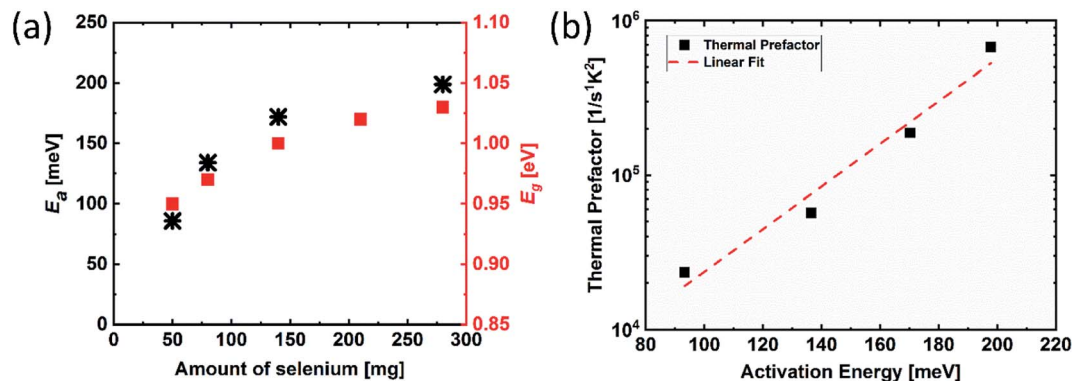 (a)
250
200
150
100
50
0
E_a [meV]
1.10
1.05
1.00
0.95
0.90
0.85
E_g [eV]
0 50 100 150 200 250 300
Amount of selenium [mg]
(b)
10^6
10^5
10^4
Thermal Prefactor [1/s^1K^2]
Thermal Prefactor
Linear Fit
80 100 120 140 160 180 200 220
Activation Energy [meV]